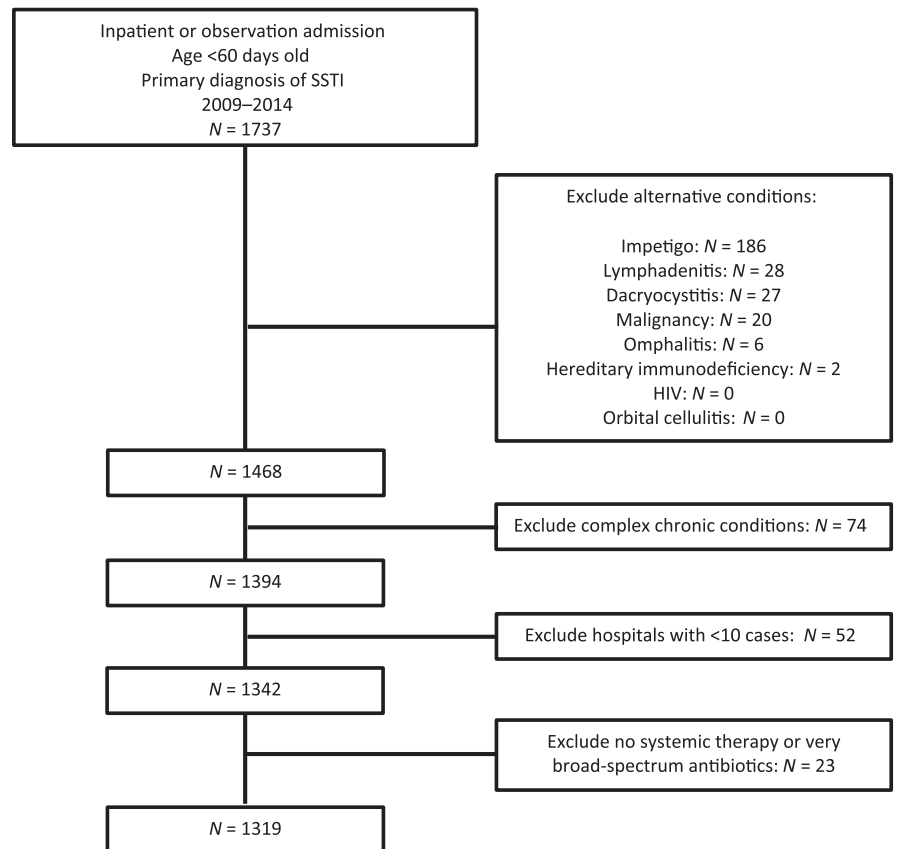 Inpatient or observation admission
Age <60 days old
Primary diagnosis of SSTI
2009–2014
N = 1737
Exclude alternative conditions:
Impetigo: N = 186
Lymphadenitis: N = 28
Dacryocystitis: N = 27
Malignancy: N = 20
Omphalitis: N = 6
Hereditary immunodeficiency: N = 2
HIV: N = 0
Orbital cellulitis: N = 0
N = 1468
Exclude complex chronic conditions: N = 74
N = 1394
Exclude hospitals with <10 cases: N = 52
N = 1342
Exclude no systemic therapy or very
broad-spectrum antibiotics: N = 23
N = 1319